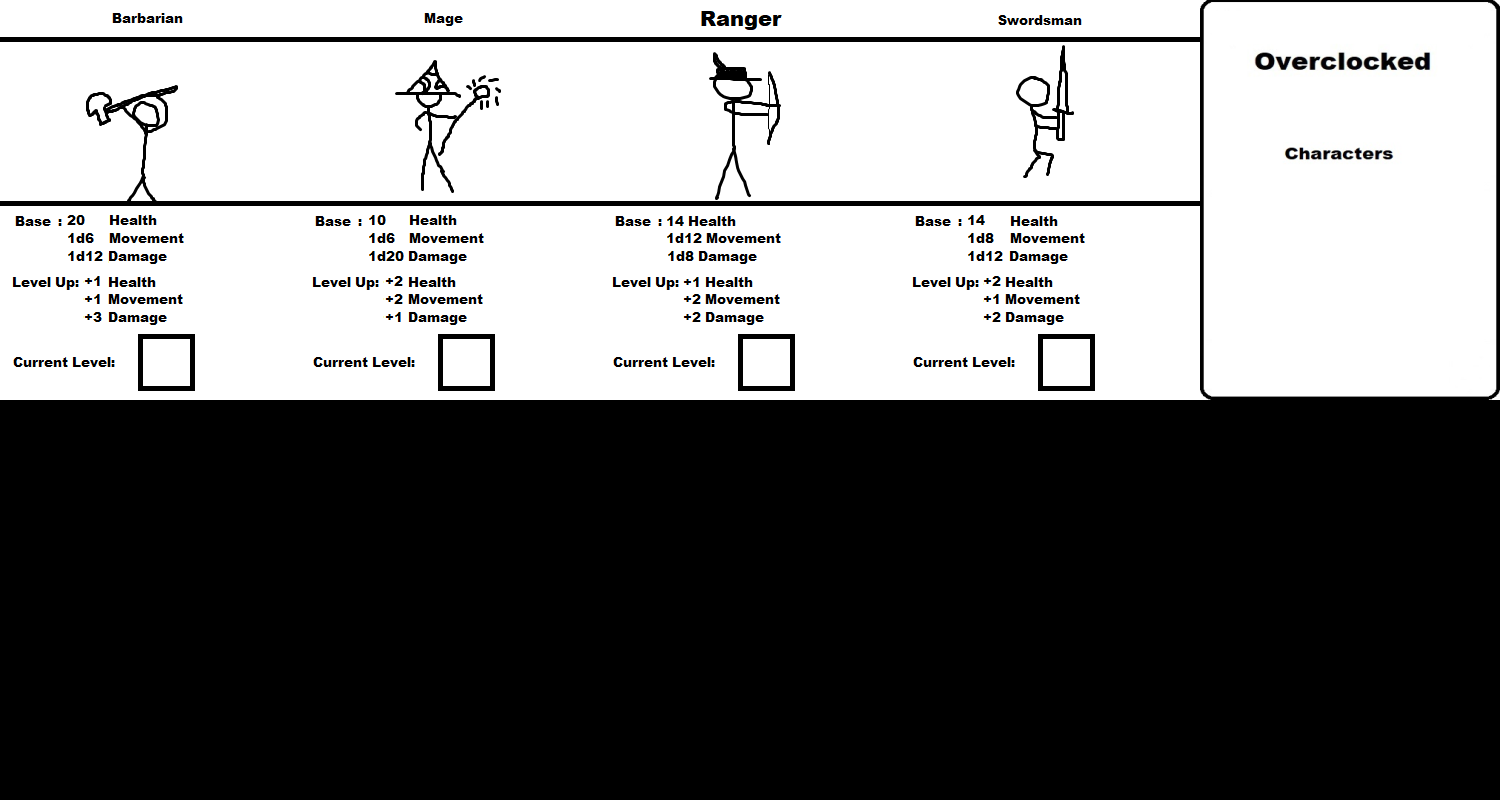 Barbarian
Base : 20 Health
1d6 Movement
1d12 Damage
Level Up: +1 Health
+1 Movement
+3 Damage
Current Level:
Mage
Base : 10 Health
1d6 Movement
1d20 Damage
Level Up: +2 Health
+2 Movement
+1 Damage
Current Level:
Ranger
Base : 14 Health
1d12 Movement
1d8 Damage
Level Up: +1 Health
+2 Movement
+2 Damage
Current Level:
Swordsman
Base : 14 Health
1d8 Movement
1d12 Damage
Level Up: +2 Health
+1 Movement
+2 Damage
Current Level:
Overclocked
Characters